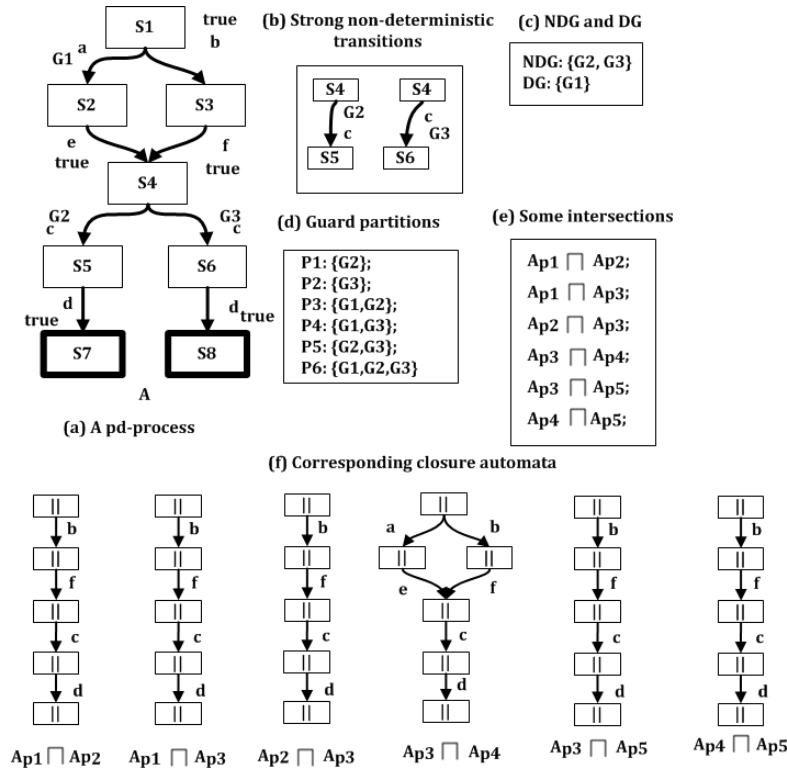 S1
true
b
G1 a
S2
S3
e
true
f
true
S4
G2
c
G3
c
S5
S6
d
true
d
true
S7
S8
A
(a) A pd-process
(b) Strong non-deterministic
transitions
S4
S4
G2
c
c
G3
S5
S6
(c) NDG and DG
NDG: {G2, G3}
DG: {G1}
(d) Guard partitions
P1: {G2};
P2: {G3};
P3: {G1,G2};
P4: {G1,G3};
P5: {G2,G3};
P6: {G1,G2,G3}
(e) Some intersections
Ap1 ⊓ Ap2;
Ap1 ⊓ Ap3;
Ap2 ⊓ Ap3;
Ap3 ⊓ Ap4;
Ap3 ⊓ Ap5;
Ap4 ⊓ Ap5;
(f) Corresponding closure automata
||
b
||
f
||
c
||
d
||
Ap1 ⊓ Ap2
||
b
||
f
||
c
||
d
||
Ap1 ⊓ Ap3
||
b
||
f
||
c
||
d
||
Ap2 ⊓ Ap3
||
a
b
||
||
e
f
||
c
||
d
||
Ap3 ⊓ Ap4
||
b
||
f
||
c
||
d
||
Ap3 ⊓ Ap5
||
b
||
f
||
c
||
d
||
Ap4 ⊓ Ap5